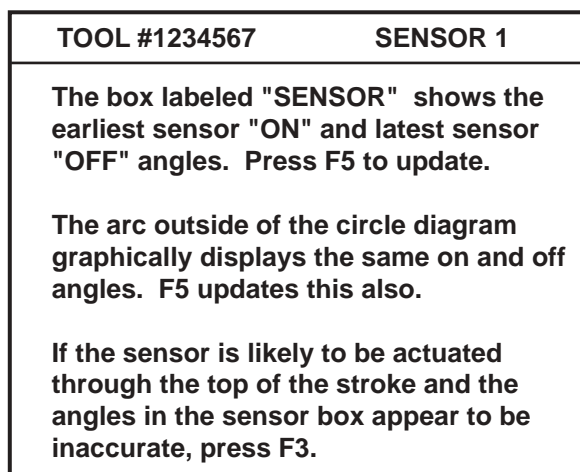 TOOL #1234567 SENSOR 1
The box labeled "SENSOR" shows the
earliest sensor "ON" and latest sensor
"OFF" angles. Press F5 to update.
The arc outside of the circle diagram
graphically displays the same on and off
angles. F5 updates this also.
If the sensor is likely to be actuated
through the top of the stroke and the
angles in the sensor box appear to be
inaccurate, press F3.